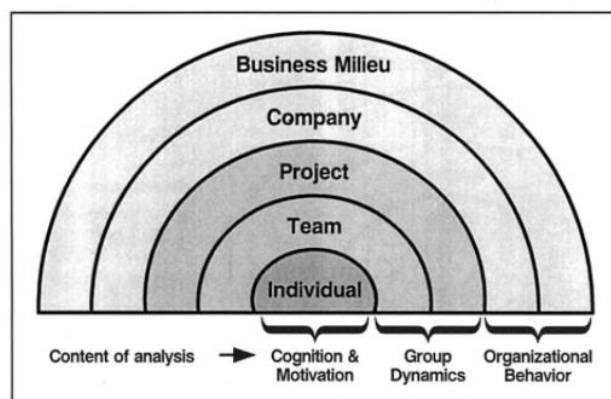 Business Milieu
Company
Project
Team
Individual
Content of analysis
Cognition &
Motivation
Group
Dynamics
Organizational
Behavior